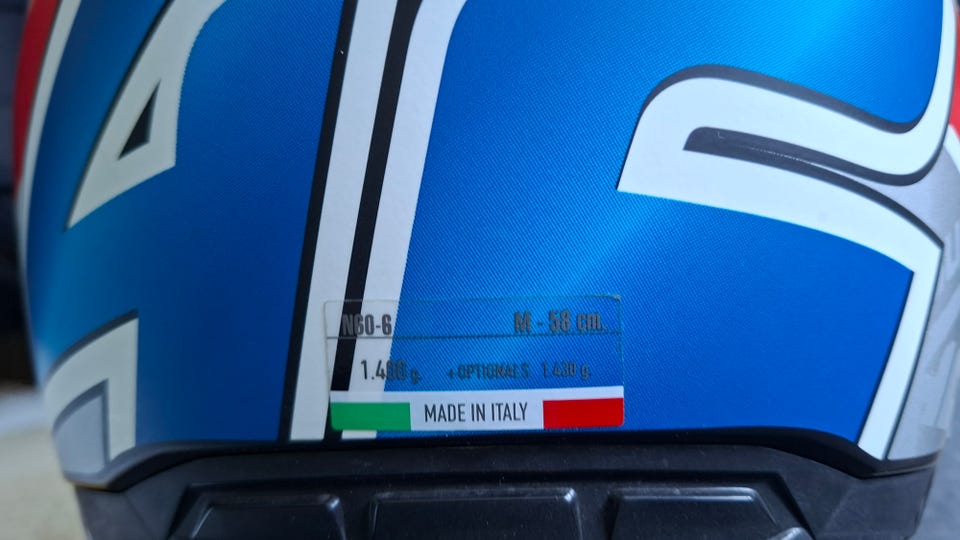 N60-6 M - 58 cm.
g. +OPTIONALS 1.430 g.
MADE IN ITALY